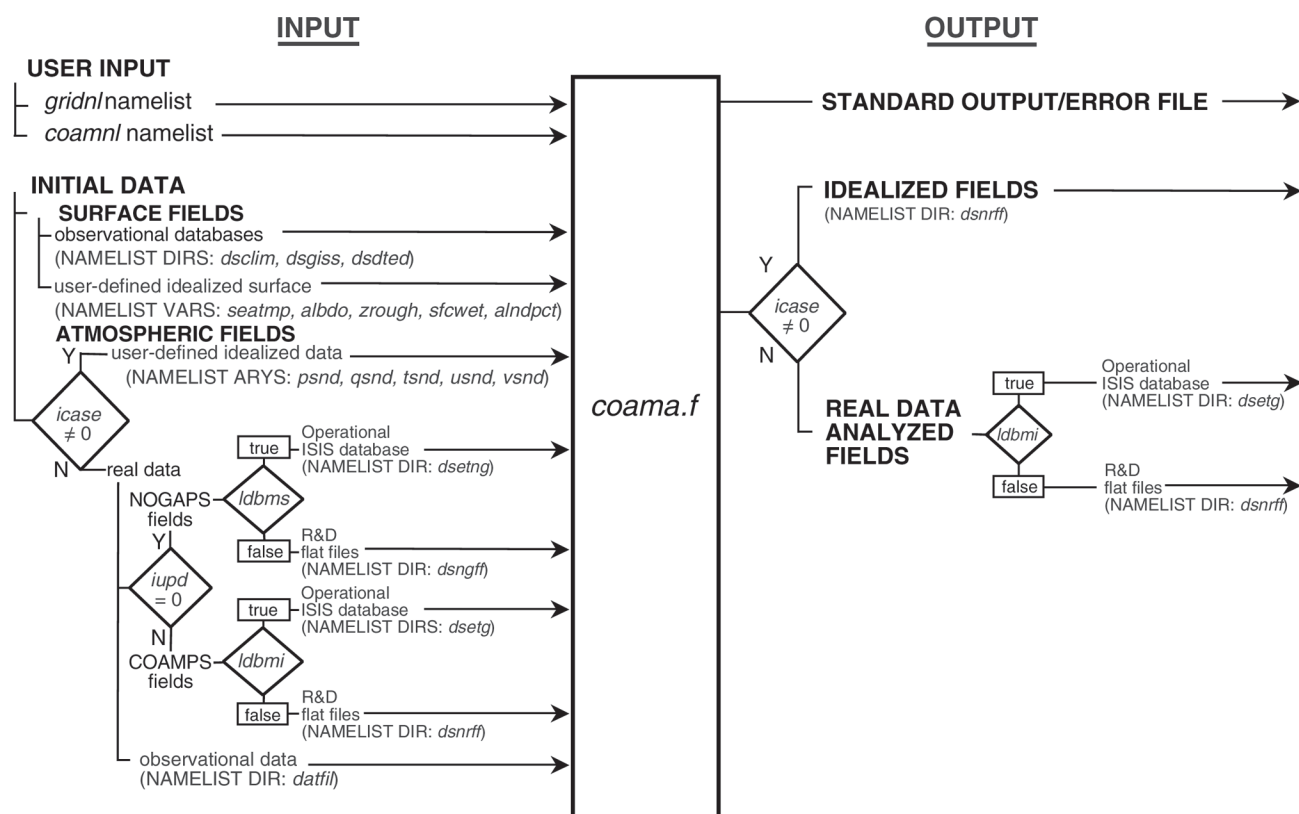 INPUT
OUTPUT
USER INPUT
gridnl namelist
coamnl namelist
INITIAL DATA
SURFACE FIELDS
observational databases
(NAMELIST DIRS: dsclim, dsgiss, dsdted)
user-defined idealized surface
(NAMELIST VARS: seatmp, albdo, zrough, sfcwet, alndpct)
ATMOSPHERIC FIELDS
Y
user-defined idealized data
(NAMELIST ARYS: psnd, qsnd, tsnd, usnd, vsnd)
icase
≠ 0
N
real data
NOGAPS
fields
true
Operational
ISIS database
(NAMELIST DIR: dsetng)
ldbms
false
R&D
flat files
(NAMELIST DIR: dsngff)
Y
iupd
= 0
N
COAMPS
fields
true
Operational
ISIS database
(NAMELIST DIRS: dsetg)
ldbmi
false
R&D
flat files
(NAMELIST DIR: dsnrff)
observational data
(NAMELIST DIR: datfil)
coama.f
STANDARD OUTPUT/ERROR FILE
IDEALIZED FIELDS
(NAMELIST DIR: dsnrff)
Y
icase
≠ 0
N
REAL DATA
ANALYZED
FIELDS
true
Operational
ISIS database
(NAMELIST DIR: dsetg)
ldbmi
false
R&D
flat files
(NAMELIST DIR: dsnrff)